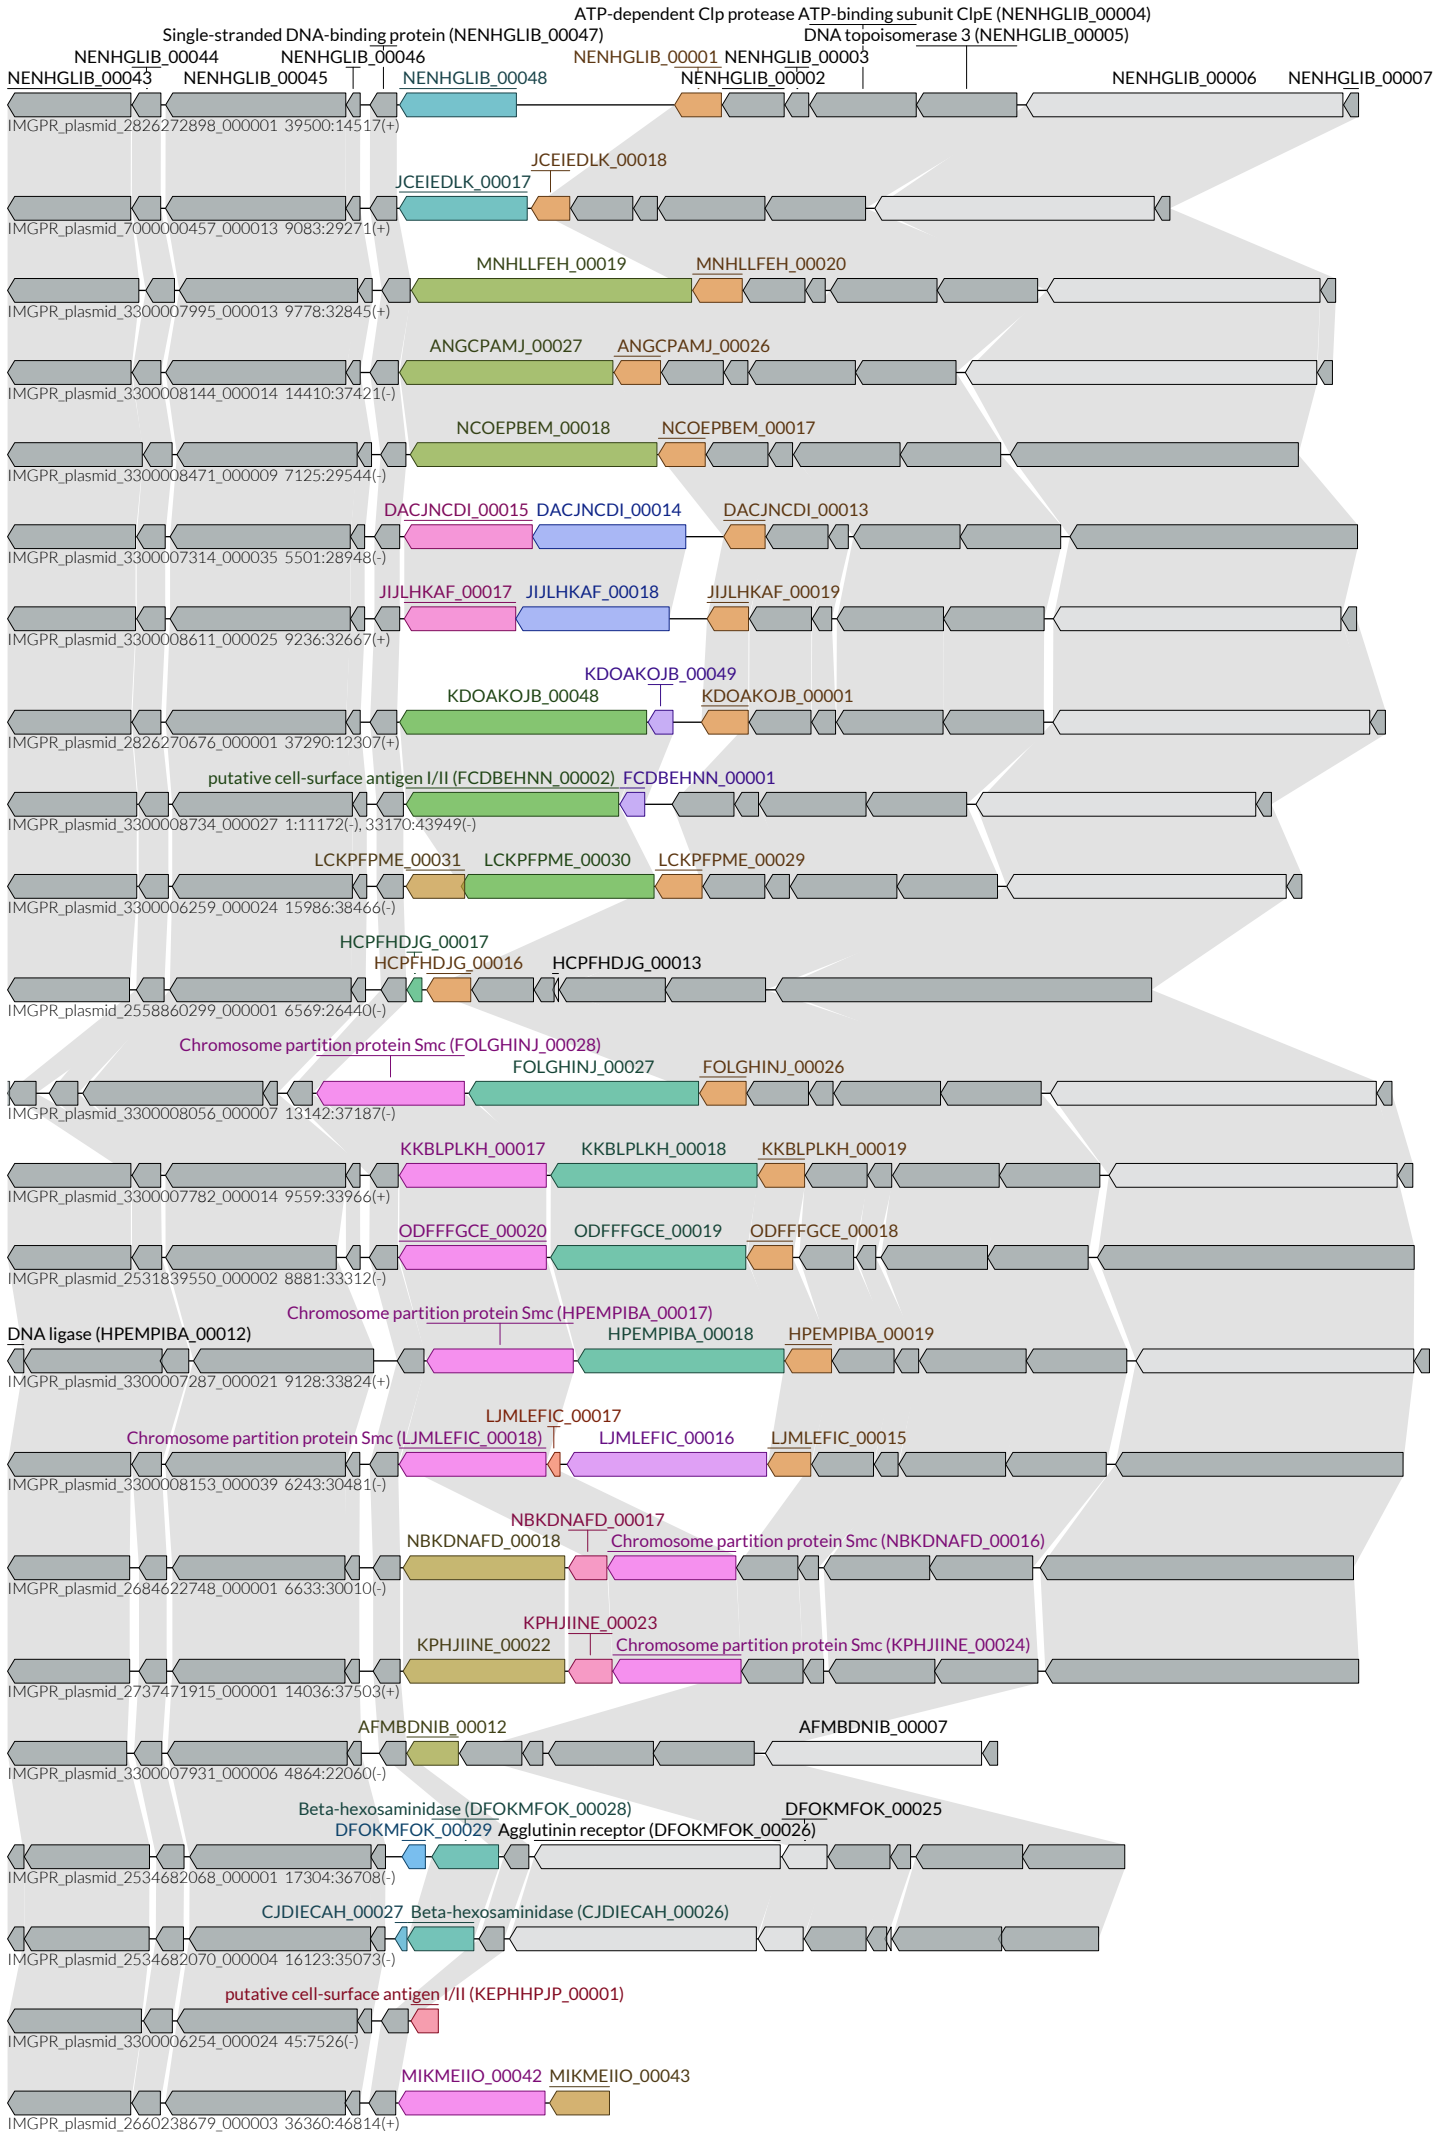 ATP-dependent Clp protease ATP-binding subunit ClpE (NENHGLIB_00004)
Single-stranded DNA-binding protein (NENHGLIB_00047) DNA topoisomerase 3 (NENHGLIB_00005)
NENHGLIB_00044 NENHGLIB_00046 NENHGLIB_00001 NENHGLIB_00003
NENHGLIB_00043 NENHGLIB_00045 NENHGLIB_00048 NENHGLIB_00002 NENHGLIB_00006 NENHGLIB_00007
IMGPR_plasmid_2826272898_000001 39500:14517(+)
JCEIEDLK_00018
JCEIEDLK_00017
IMGPR_plasmid_7000000457_000013 9083:29271(+)
MNHLLFEH_00019 MNHLLFEH_00020
IMGPR_plasmid_3300007995_000013 9778:32845(+)
ANGCPAMJ_00027 ANGCPAMJ_00026
IMGPR_plasmid_3300008144_000014 14410:37421(-)
NCOEPBEM_00018 NCOEPBEM_00017
IMGPR_plasmid_3300008471_000009 7125:29544(-)
DACJNCDI_00015 DACJNCDI_00014 DACJNCDI_00013
IMGPR_plasmid_3300007314_000035 5501:28948(-)
JIJLHKAF_00017 JIJLHKAF_00018 JIJLHKAF_00019
IMGPR_plasmid_3300008611_000025 9236:32667(+)
KDOAKOJB_00049
KDOAKOJB_00048 KDOAKOJB_00001
IMGPR_plasmid_2826270676_000001 37290:12307(+)
putative cell-surface antigen I/II (FCDBEHNN_00002) FCDBEHNN_00001
IMGPR_plasmid_3300008734_000027 1:11172(-), 33170:43949(-)
LCKPFPME_00031 LCKPFPME_00030 LCKPFPME_00029
IMGPR_plasmid_3300006259_000024 15986:38466(-)
HCPFHDJG_00017
HCPFHDJG_00016 HCPFHDJG_00013
IMGPR_plasmid_2558860299_000001 6569:26440(-)
Chromosome partition protein Smc (FOLGHINJ_00028)
FOLGHINJ_00027 FOLGHINJ_00026
IMGPR_plasmid_3300008056_000007 13142:37187(-)
KKBLPLKH_00017 KKBLPLKH_00018 KKBLPLKH_00019
IMGPR_plasmid_3300007782_000014 9559:33966(+)
ODFFFGCE_00020 ODFFFGCE_00019 ODFFFGCE_00018
IMGPR_plasmid_2531839550_000002 8881:33312(-)
Chromosome partition protein Smc (HPEMPIBA_00017)
DNA ligase (HPEMPIBA_00012) HPEMPIBA_00018 HPEMPIBA_00019
IMGPR_plasmid_3300007287_000021 9128:33824(+)
LJMLEFIC_00017
Chromosome partition protein Smc (LJMLEFIC_00018) LJMLEFIC_00016 LJMLEFIC_00015
IMGPR_plasmid_3300008153_000039 6243:30481(-)
NBKDNAFD_00017
NBKDNAFD_00018 Chromosome partition protein Smc (NBKDNAFD_00016)
IMGPR_plasmid_2684622748_000001 6633:30010(-)
KPHJIINE_00023
KPHJIINE_00022 Chromosome partition protein Smc (KPHJIINE_00024)
IMGPR_plasmid_2737471915_000001 14036:37503(+)
AFMBDNIB_00012 AFMBDNIB_00007
IMGPR_plasmid_3300007931_000006 4864:22060(-)
Beta-hexosaminidase (DFOKMFOK_00028) DFOKMFOK_00025
DFOKMFOK_00029 Agglutinin receptor (DFOKMFOK_00026)
IMGPR_plasmid_2534682068_000001 17304:36708(-)
CJDIECAH_00027 Beta-hexosaminidase (CJDIECAH_00026)
IMGPR_plasmid_2534682070_000004 16123:35073(-)
putative cell-surface antigen I/II (KEPHHPJP_00001)
IMGPR_plasmid_3300006254_000024 45:7526(-)
MIKMEIIO_00042 MIKMEIIO_00043
IMGPR_plasmid_2660238679_000003 36360:46814(+)